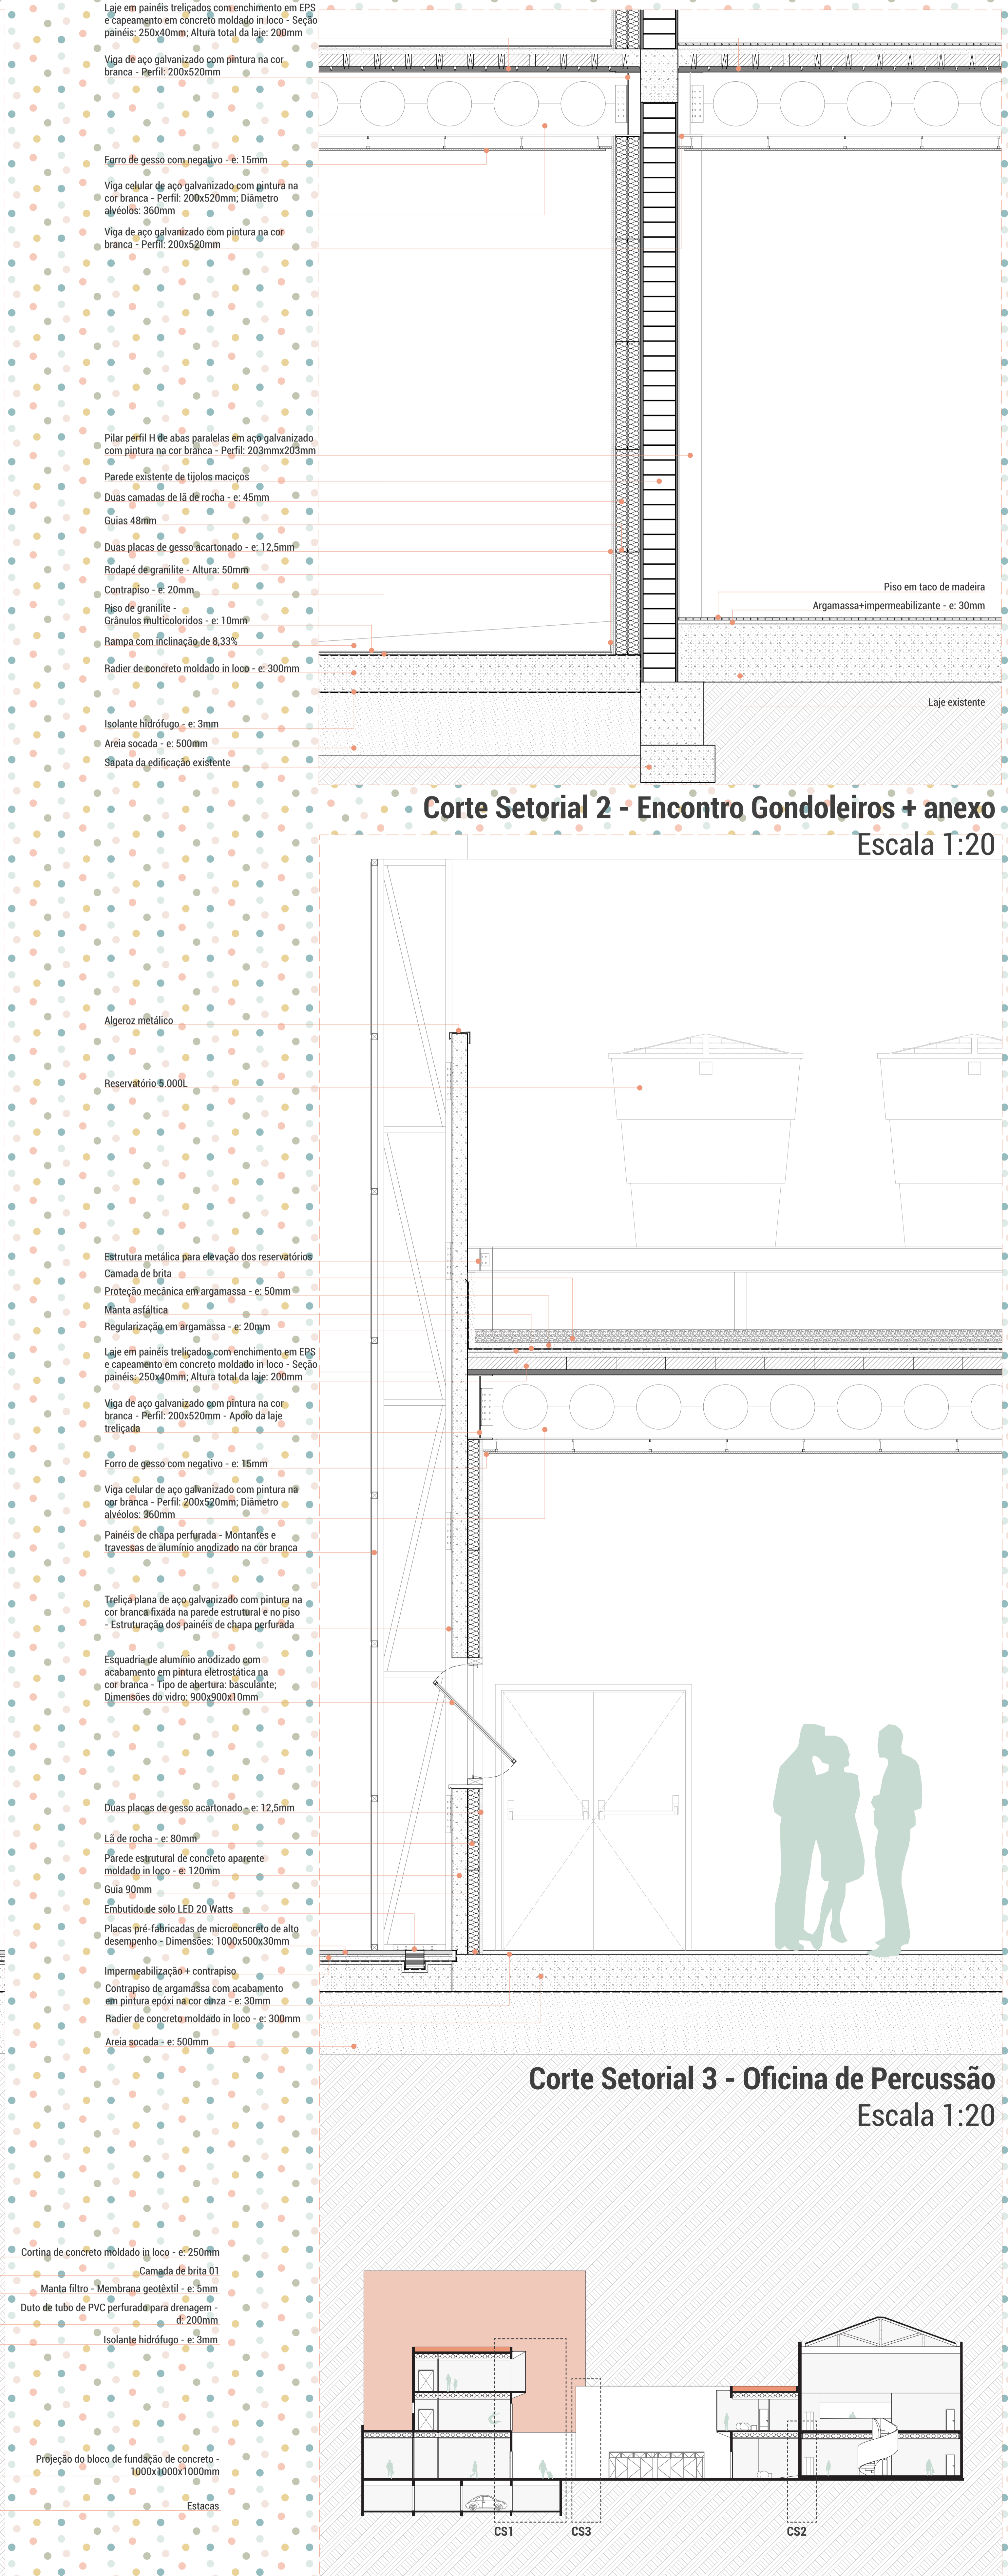 Laje em painéis treliçados com enchimento em EPS
e capeamento em concreto moldado in loco - Seção
painéis: 250x40mm; Altura total da laje: 200mm
Viga de aço galvanizado com pintura na cor
branca - Perfil: 200x520mm
Forro de gesso com negativo - e: 15mm
Viga celular de aço galvanizado com pintura na
cor branca - Perfil: 200x520mm; Diâmetro
alvéolos: 360mm
Viga de aço galvanizado com pintura na cor
branca - Perfil: 200x520mm
Pilar perfil H de abas paralelas em aço galvanizado
com pintura na cor branca - Perfil: 203mmx203mm
Parede existente de tijolos maciços
Duas camadas de lã de rocha - e: 45mm
Guias 48mm
Duas placas de gesso acartonado - e: 12,5mm
Rodapé de granilite - Altura: 50mm
Contrapiso - e: 20mm
Piso de granilite -
Grânulos multicoloridos - e: 10mm
Rampa com inclinação de 8,33%
Radier de concreto moldado in loco - e: 300mm
Isolante hidrófugo - e: 3mm
Areia socada - e: 500mm
Sapata da edificação existente
Piso em taco de madeira
Argamassa+impermeabilizante - e: 30mm
Laje existente
Corte Setorial 2 - Encontro Gondoleiros + anexo
Escala 1:20
Algeroz metálico
Reservatório 5.000L
Estrutura metálica para elevação dos reservatórios
Camada de brita
Proteção mecânica em argamassa - e: 50mm
Manta asfáltica
Regularização em argamassa - e: 20mm
Laje em painéis treliçados com enchimento em EPS
e capeamento em concreto moldado in loco - Seção
painéis: 250x40mm; Altura total da laje: 200mm
Viga de aço galvanizado com pintura na cor
branca - Perfil: 200x520mm - Apoio da laje
treliçada
Forro de gesso com negativo - e: 15mm
Viga celular de aço galvanizado com pintura na
cor branca - Perfil: 200x520mm; Diâmetro
alvéolos: 360mm
Painéis de chapa perfurada - Montantes e
travessas de alumínio anodizado na cor branca
Treliça plana de aço galvanizado com pintura na
cor branca fixada na parede estrutural e no piso
- Estruturação dos painéis de chapa perfurada
Esquadria de alumínio anodizado com
acabamento em pintura eletrostática na
cor branca - Tipo de abertura: basculante;
Dimensões do vidro: 900x900x10mm
Duas placas de gesso acartonado - e: 12,5mm
Lã de rocha - e: 80mm
Parede estrutural de concreto aparente
moldado in loco - e: 120mm
Guia 90mm
Embutido de solo LED 20 Watts
Placas pré-fabricadas de microconcreto de alto
desempenho - Dimensões: 1000x500x30mm
Impermeabilização + contrapiso
Contrapiso de argamassa com acabamento
em pintura epóxi na cor cinza - e: 30mm
Radier de concreto moldado in loco - e: 300mm
Areia socada - e: 500mm
Corte Setorial 3 - Oficina de Percussão
Escala 1:20
Cortina de concreto moldado in loco - e: 250mm
Camada de brita 01
Manta filtro - Membrana geotêxtil - e: 5mm
Duto de tubo de PVC perfurado para drenagem -
d: 200mm
Isolante hidrófugo - e: 3mm
Projeção do bloco de fundação de concreto -
1000x1000x1000mm
Estacas
CS1
CS3
CS2